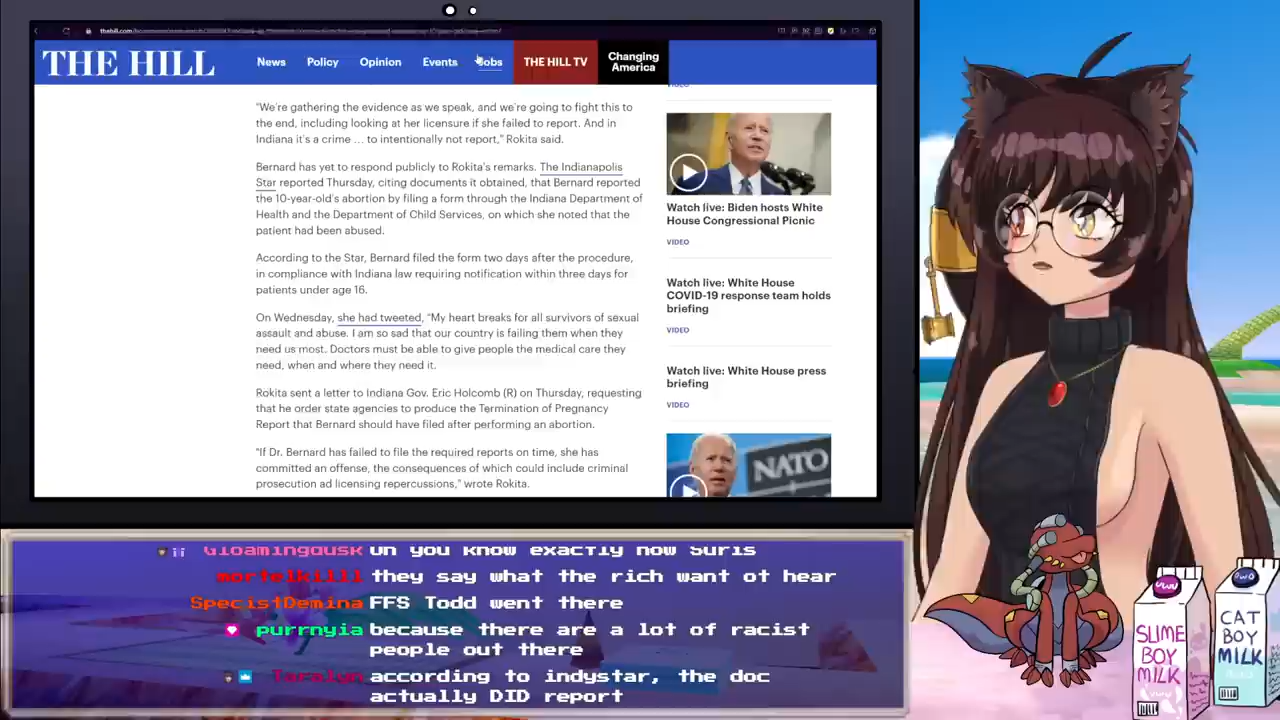 thehill.com
THE HILL
News
Policy
Opinion
Events
Jobs
THE HILL TV
Changing
America
"We're gathering the evidence as we speak, and we're going to fight this to
the end, including looking at her licensure if she failed to report. And in
Indiana it's a crime … to intentionally not report," Rokita said.
Bernard has yet to respond publicly to Rokita's remarks. The Indianapolis
Star reported Thursday, citing documents it obtained, that Bernard reported
the 10-year-old's abortion by filing a form through the Indiana Department of
Health and the Department of Child Services, on which she noted that the
patient had been abused.
According to the Star, Bernard filed the form two days after the procedure,
in compliance with Indiana law requiring notification within three days for
patients under age 16.
On Wednesday, she had tweeted, "My heart breaks for all survivors of sexual
assault and abuse. I am so sad that our country is failing them when they
need us most. Doctors must be able to give people the medical care they
need, when and where they need it.
Rokita sent a letter to Indiana Gov. Eric Holcomb (R) on Thursday, requesting
that he order state agencies to produce the Termination of Pregnancy
Report that Bernard should have filed after performing an abortion.
"If Dr. Bernard has failed to file the required reports on time, she has
committed an offense, the consequences of which could include criminal
prosecution ad licensing repercussions," wrote Rokita.
VIDEO
Watch live: Biden hosts White
House Congressional Picnic
VIDEO
Watch live: White House
COVID-19 response team holds
briefing
VIDEO
Watch live: White House press
briefing
VIDEO
NATO
Gloamingdusk Uh you know exactly how Suris
mortelkilll they say what the rich want ot hear
SpecistDemina FFS Todd went there
purrnyia because there are a lot of racist
people out there
Taralyn according to indystar, the doc
actually DID report
SLIME
BOY
MILK
UwU
CAT
BOY
MILK